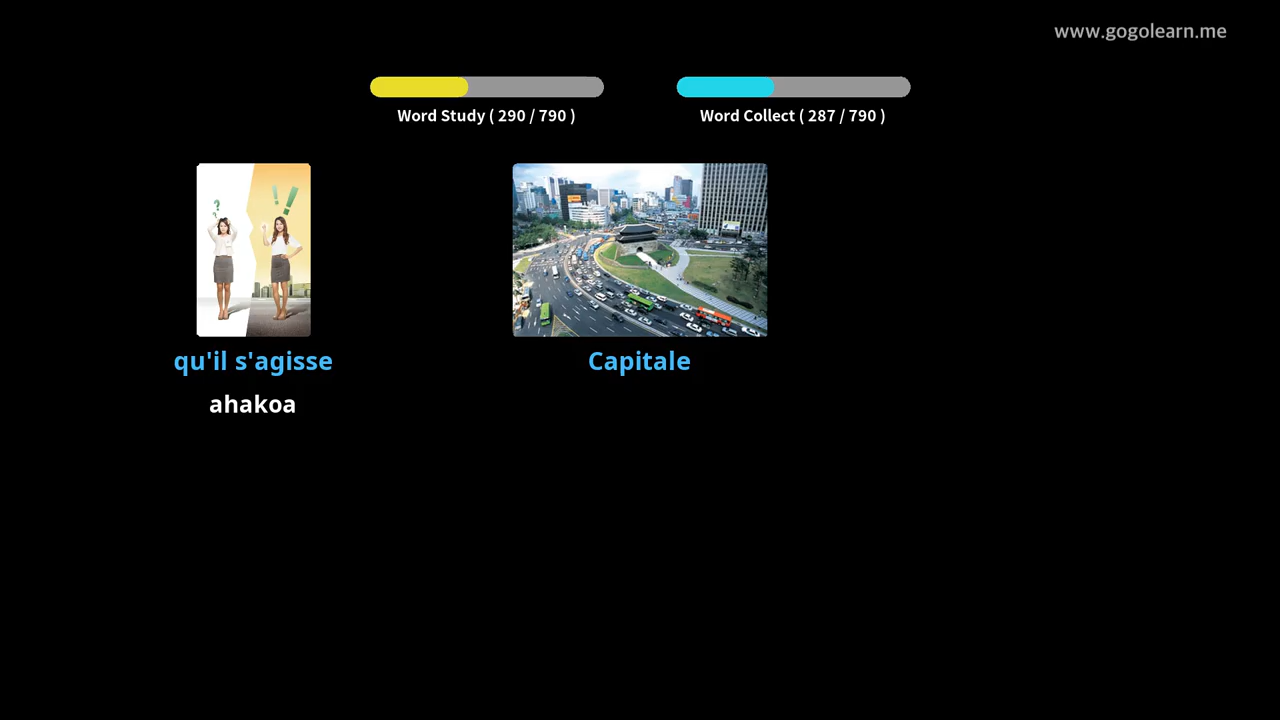 www.gogolearn.me
Word Study ( 290 / 790 )
Word Collect ( 287 / 790 )
qu'il s'agisse
Capitale
ahakoa